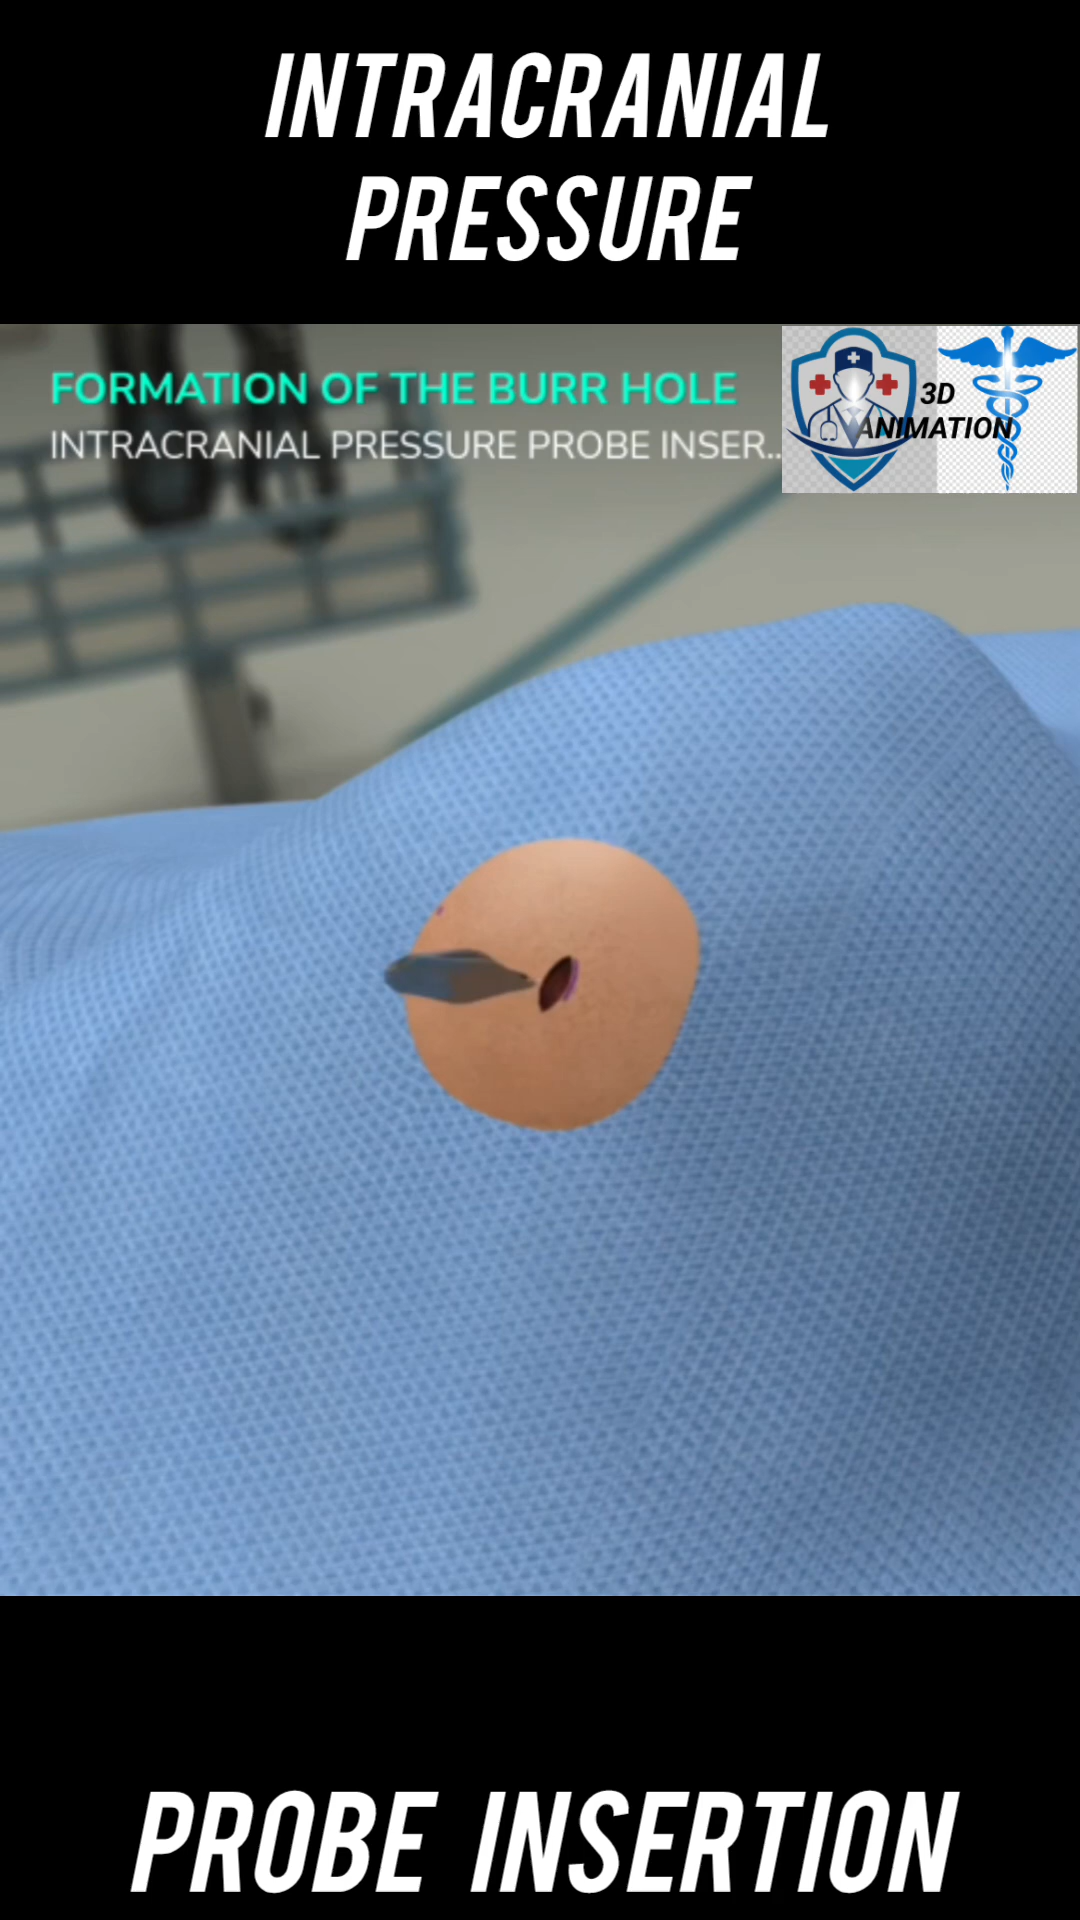 INTRACRANIAL
PRESSURE
FORMATION OF THE BURR HOLE
INTRACRANIAL PRESSURE PROBE INSER..
3D
ANIMATION
PROBE INSERTION